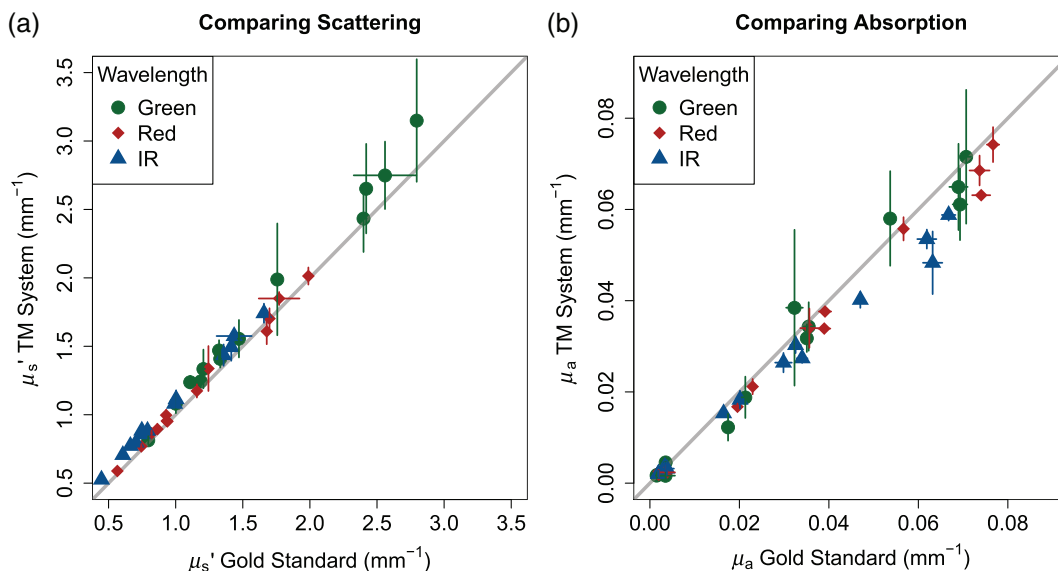 (a)
Comparing Scattering
Wavelength
Green
Red
IR
μs' TM System (mm⁻¹)
3.5
3.0
2.5
2.0
1.5
1.0
0.5
0.5 1.0 1.5 2.0 2.5 3.0 3.5
μs' Gold Standard (mm⁻¹)
(b)
Comparing Absorption
Wavelength
Green
Red
IR
μa TM System (mm⁻¹)
0.08
0.06
0.04
0.02
0.00
0.00 0.02 0.04 0.06 0.08
μa Gold Standard (mm⁻¹)